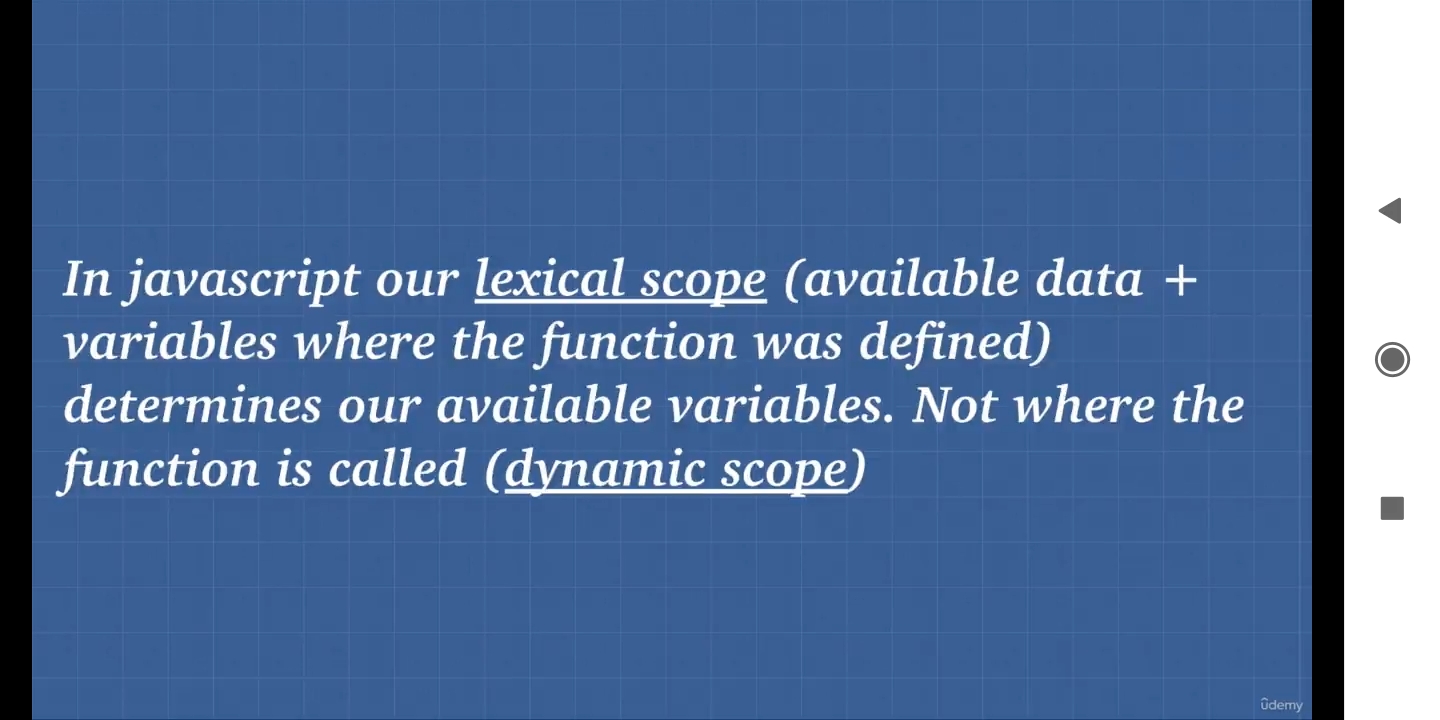 In javascript our lexical scope (available data +
variables where the function was defined)
determines our available variables. Not where the
function is called (dynamic scope)
ûdemy